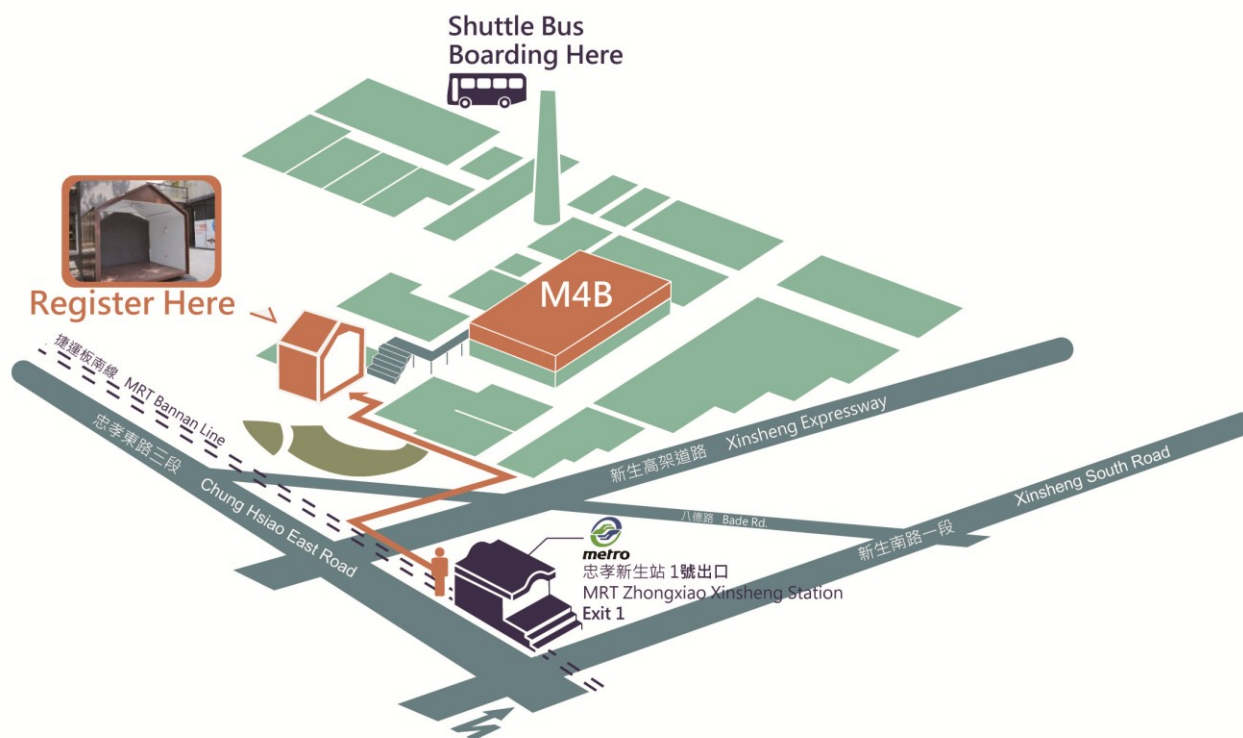 Shuttle Bus
Boarding Here
Register Here
M4B
捷運板南線 MRT Bannan Line
忠孝東路三段 Chung Hsiao East Road
新生高架道路 Xinsheng Expressway
八德路 Bade Rd.
新生南路一段 Xinsheng South Road
metro
忠孝新生站 1號出口
MRT Zhongxiao Xinsheng Station
Exit 1
N